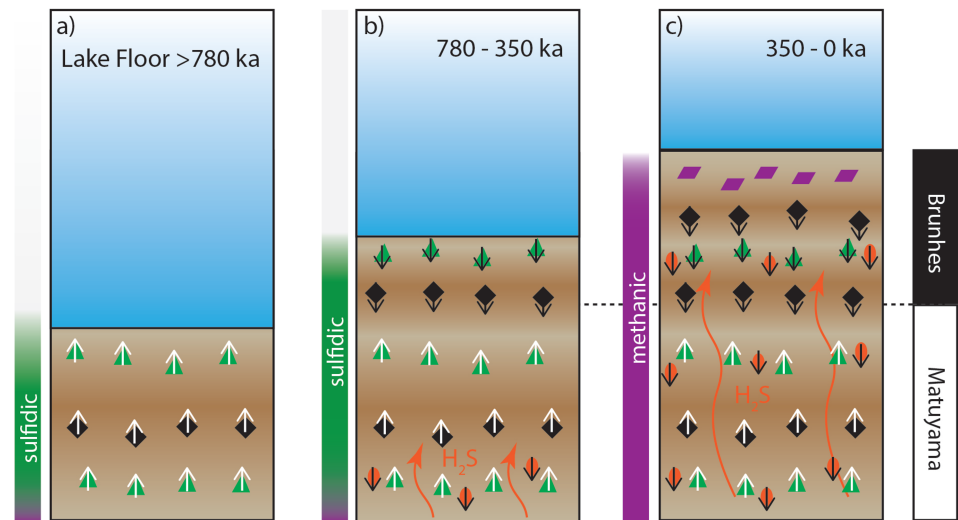 a)
Lake Floor >780 ka
sulfidic
b)
780 - 350 ka
sulfidic
H₂S
c)
350 - 0 ka
methanic
H₂S
Brunhes
Matuyama